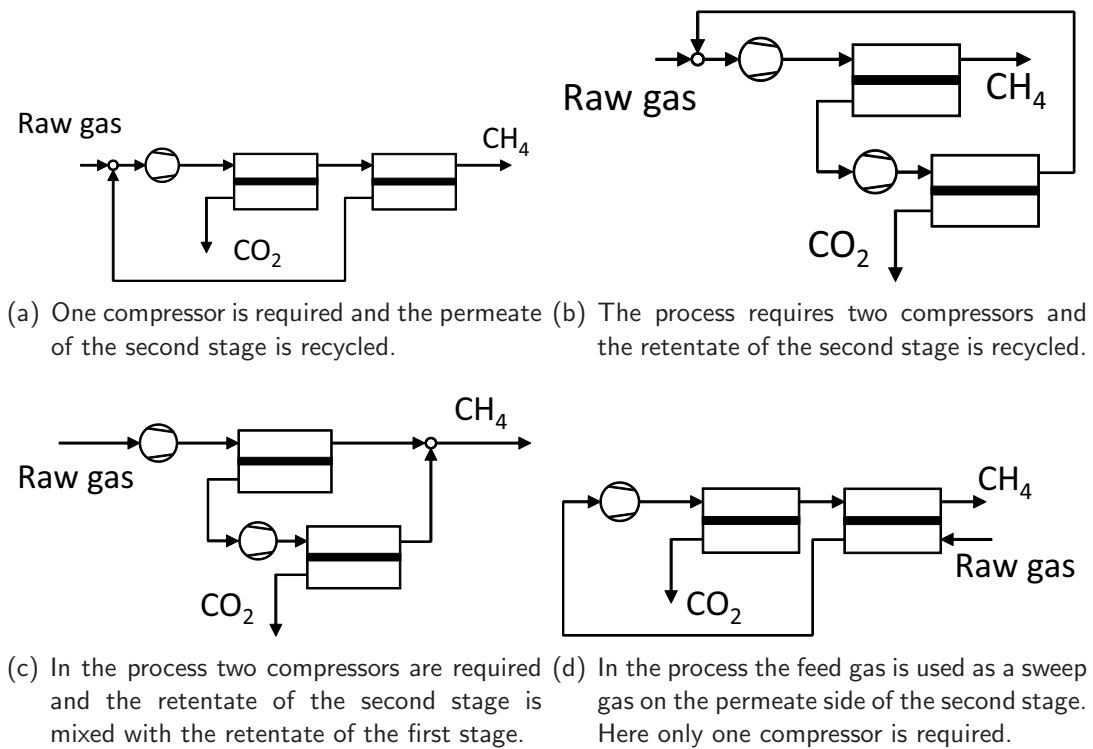 Raw gas
CH4
CO2
(a) One compressor is required and the permeate
of the second stage is recycled.
Raw gas
CH4
CO2
(b) The process requires two compressors and
the retentate of the second stage is recycled.
CH4
Raw gas
CO2
(c) In the process two compressors are required
and the retentate of the second stage is
mixed with the retentate of the first stage.
CH4
Raw gas
CO2
(d) In the process the feed gas is used as a sweep
gas on the permeate side of the second stage.
Here only one compressor is required.